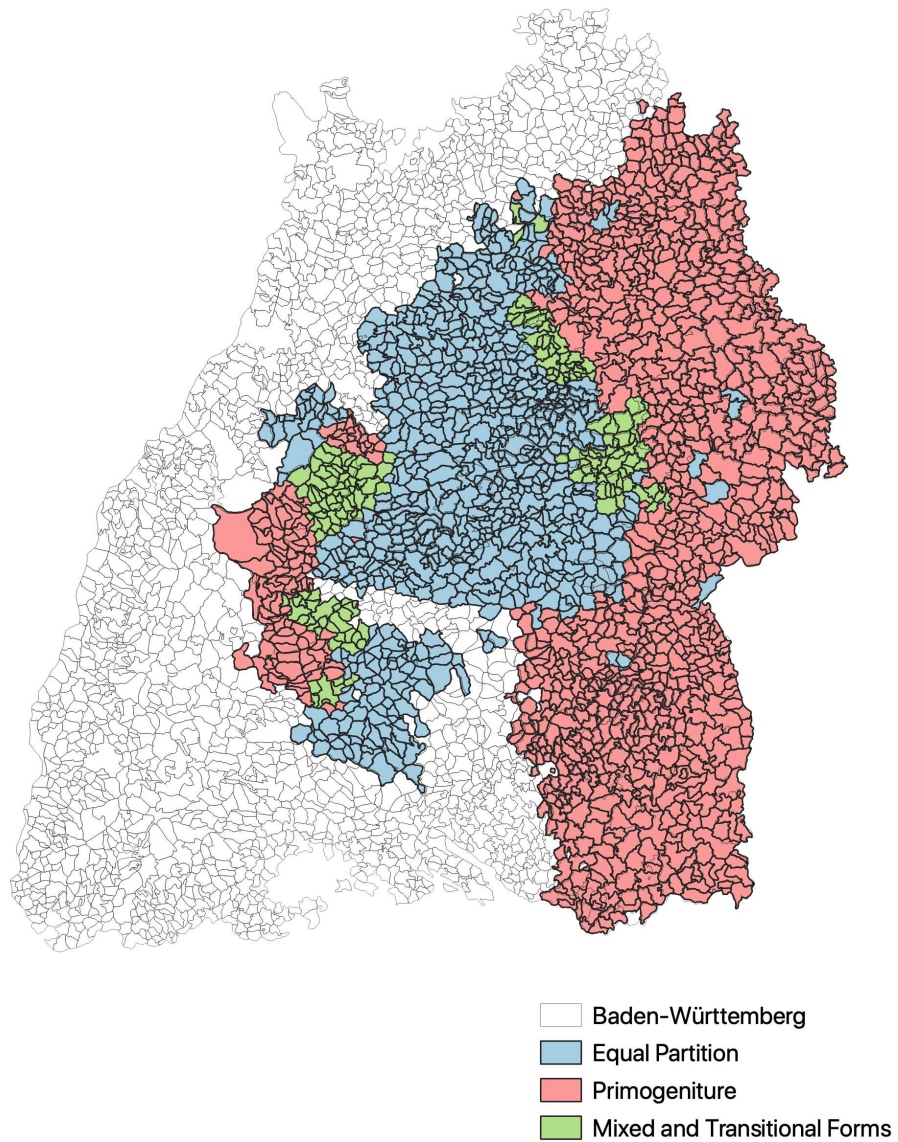 Baden-Württemberg
Equal Partition
Primogeniture
Mixed and Transitional Forms